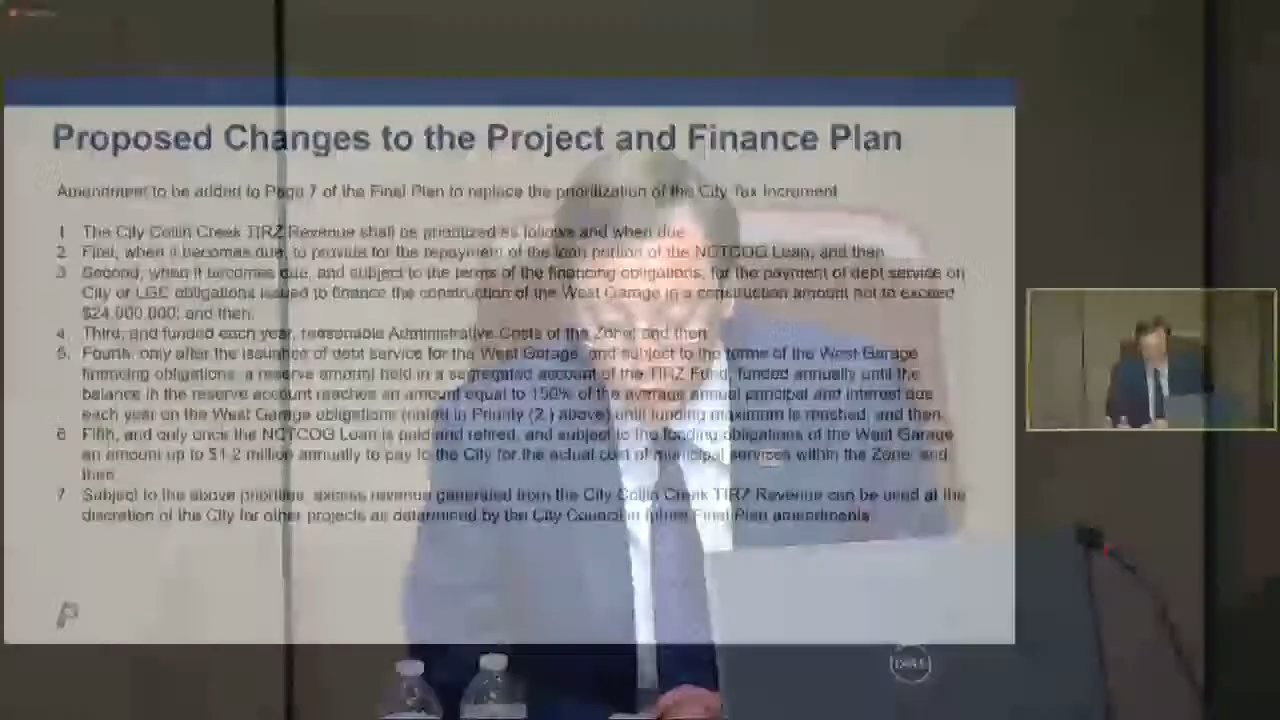 Proposed Changes to the Project and Finance Plan
Amendment to be added to Page 7 of the Final Plan to replace the prioritization of the City Tax Increment
1 The City Collin Creek TIRZ Revenue shall be prioritized as follows and when due
2 First, when it becomes due, to provide for the repayment of the loan portion of the NCTCOG Loan, and then
3 Second, when it becomes due, and subject to the terms of the financing obligations, for the payment of debt service on
City or LGC obligations issued to finance the construction of the West Garage in a construction amount not to exceed
$24,000,000; and then.
4. Third, and funded each year, reasonable Administrative Costs of the Zone; and then
5. Fourth, only after the issuance of debt service for the West Garage, and subject to the terms of the West Garage
financing obligations, a reserve amount held in a segregated account of the TIRZ Fund, funded annually until the
balance in the reserve account reaches an amount equal to 150% of the average annual principal and interest due
each year on the West Garage obligations (noted in Priority (2.) above) until funding maximum is reached, and then
6 Fifth, and only once the NCTCOG Loan is paid and retired, and subject to the funding obligations of the West Garage
an amount up to $1.2 million annually to pay to the City for the actual cost of municipal services within the Zone, and
then
7 Subject to the above priorities, excess revenue generated from the City Collin Creek TIRZ Revenue can be used at the
discretion of the City for other projects as determined by the City Council in future Final Plan amendments
P
DELL